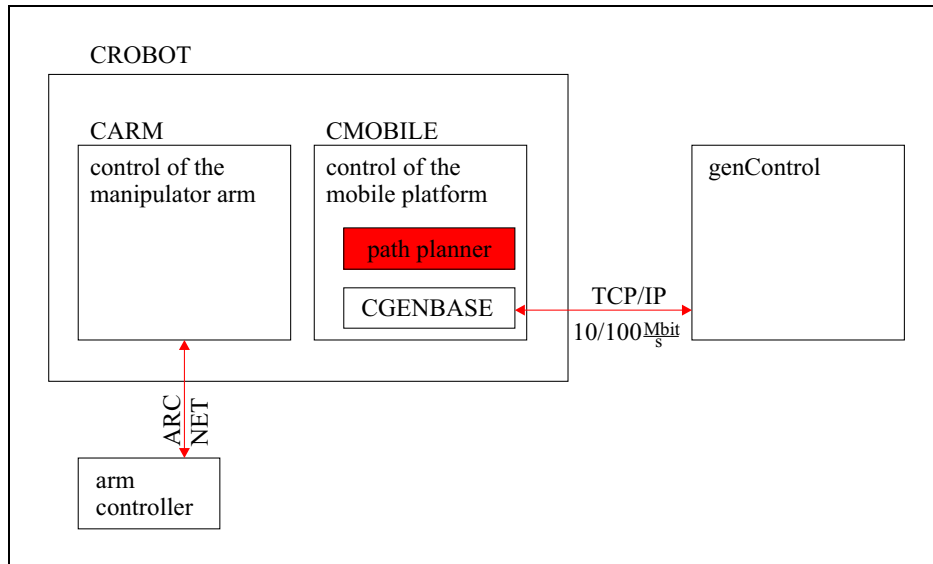 CROBOT
CARM
control of the
manipulator arm
CMOBILE
control of the
mobile platform
path planner
CGENBASE
genControl
TCP/IP
10/100 Mbit/s
ARC
NET
arm
controller